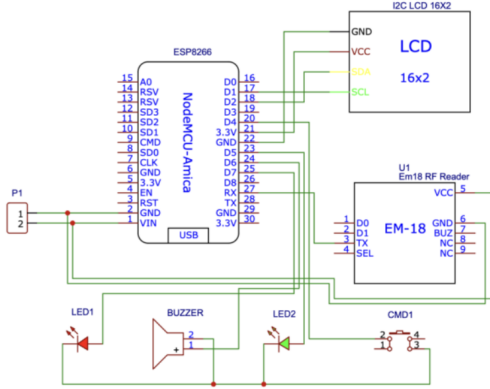 I2C LCD 16X2
GND
VCC
SDA
SCL
LCD
16x2
ESP8266
NodeMCU-Amica
USB
15 A0
14 RSV
13 RSV
12 SD3
11 SD2
10 SD1
9 CMD
8 SD0
7 CLK
6 GND
5 3.3V
4 EN
3 RST
2 GND
1 VIN
D0 16
D1 17
D2 18
D3 19
D4 20
3.3V 21
GND 22
D5 23
D6 24
D7 25
D8 26
RX 27
TX 28
GND 29
3.3V 30
P1
1
2
U1
Em18 RF Reader
EM-18
1 D0
2 D1
3 TX
4 SEL
VCC 5
GND 6
BUZ 7
NC 8
NC 9
LED1
BUZZER
2
1
+
LED2
CMD1
2 4
1 3